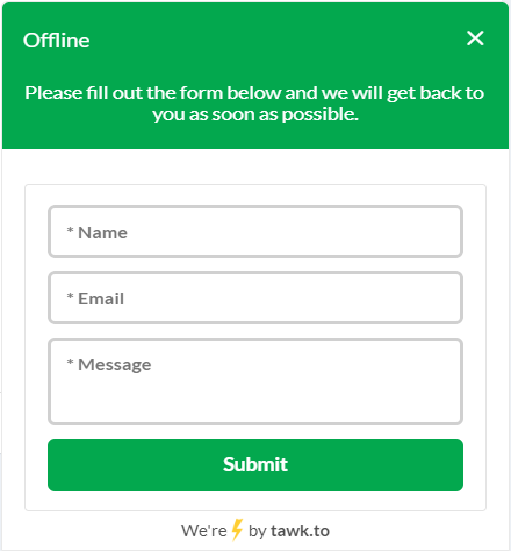 Offline
Please fill out the form below and we will get back to
you as soon as possible.
* Name
* Email
* Message
Submit
We're by tawk.to